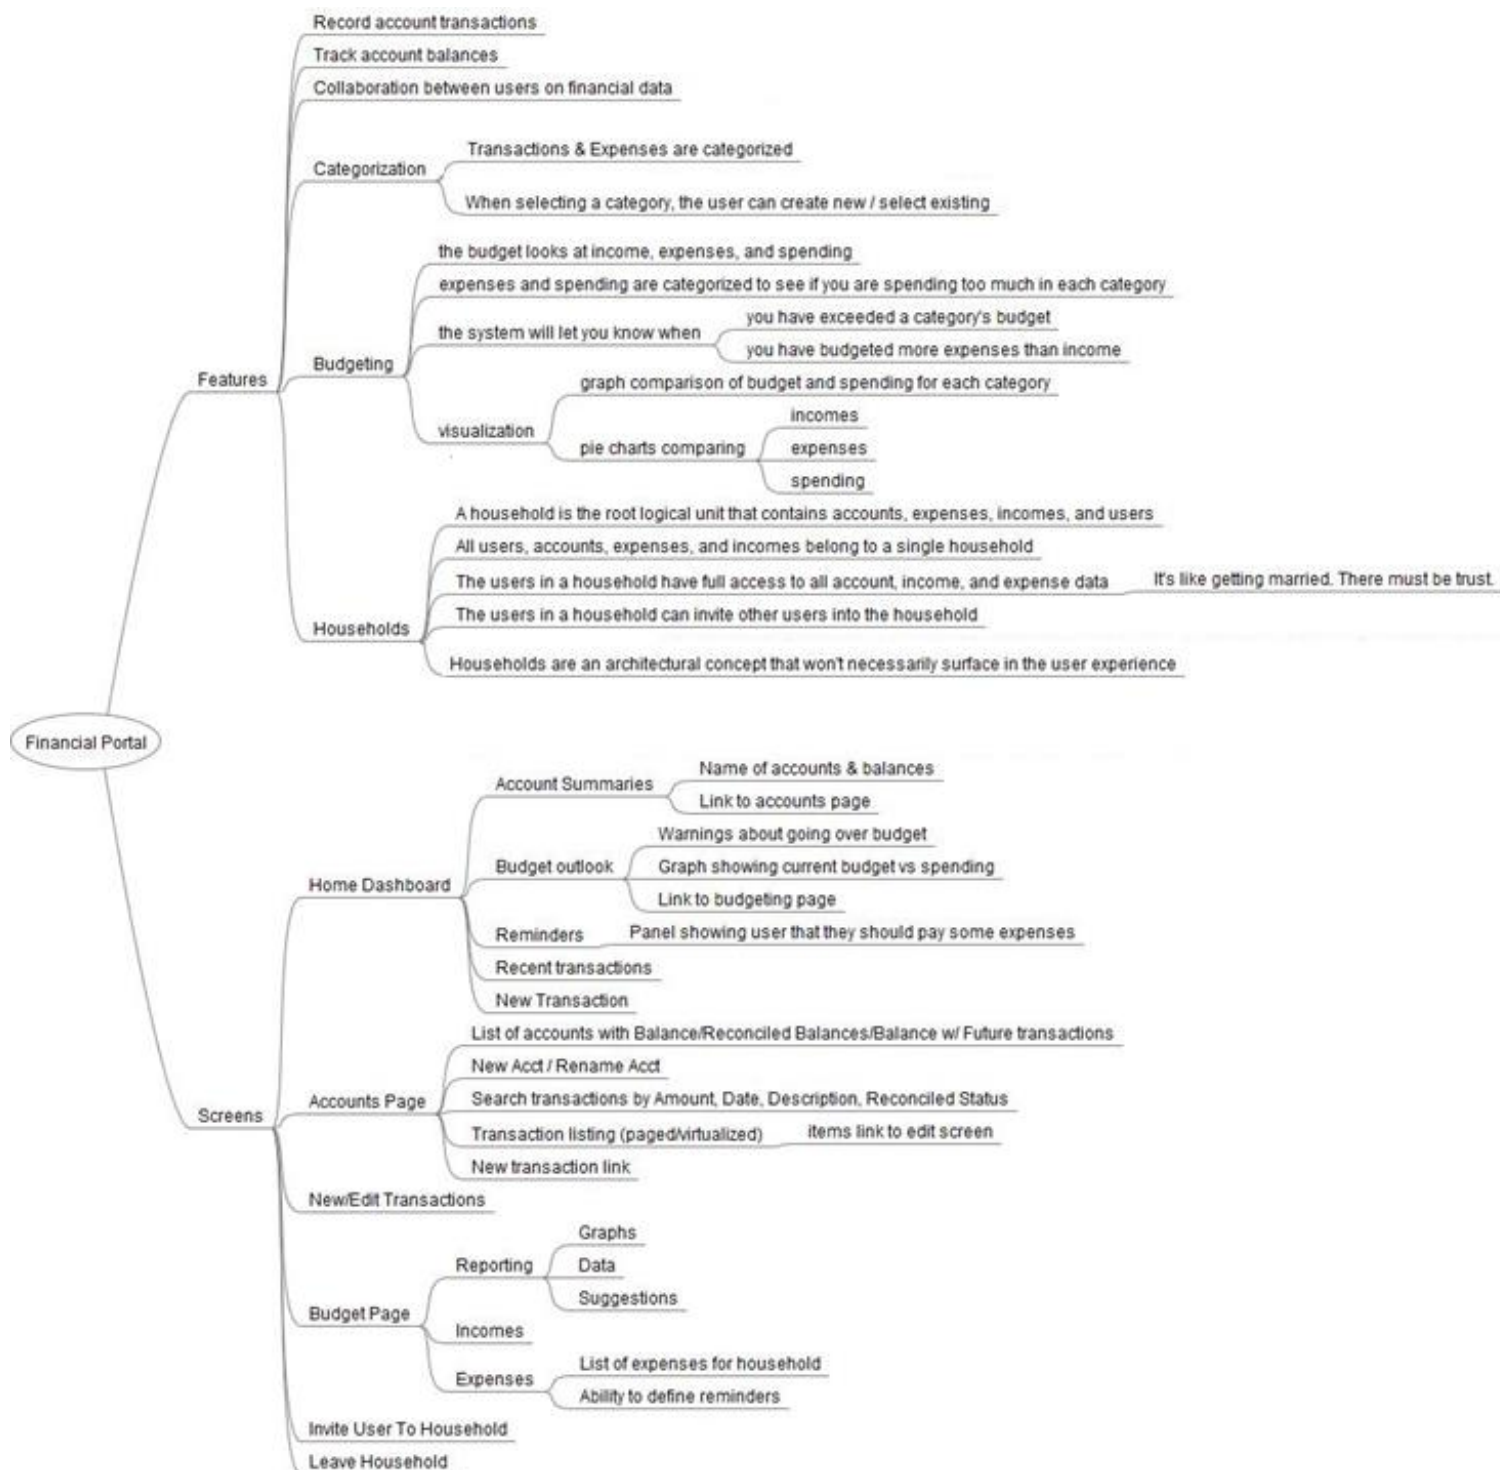 Record account transactions
Track account balances
Collaboration between users on financial data
Transactions & Expenses are categorized
Categorization
When selecting a category, the user can create new / select existing
the budget looks at income, expenses, and spending
expenses and spending are categorized to see if you are spending too much in each category
you have exceeded a category's budget
the system will let you know when
you have budgeted more expenses than income
Budgeting
Features
graph comparison of budget and spending for each category
incomes
visualization
pie charts comparing
expenses
spending
A household is the root logical unit that contains accounts, expenses, incomes, and users
All users, accounts, expenses, and incomes belong to a single household
The users in a household have full access to all account, income, and expense data
It's like getting married. There must be trust.
The users in a household can invite other users into the household
Households
Households are an architectural concept that won't necessarily surface in the user experience
Financial Portal
Name of accounts & balances
Account Summaries
Link to accounts page
Warnings about going over budget
Budget outlook
Graph showing current budget vs spending
Home Dashboard
Link to budgeting page
Reminders
Panel showing user that they should pay some expenses
Recent transactions
New Transaction
List of accounts with Balance/Reconciled Balances/Balance w/ Future transactions
New Acct / Rename Acct
Accounts Page
Search transactions by Amount, Date, Description, Reconciled Status
Screens
Transaction listing (paged/virtualized)
items link to edit screen
New transaction link
New/Edit Transactions
Graphs
Reporting
Data
Suggestions
Budget Page
Incomes
List of expenses for household
Expenses
Ability to define reminders
Invite User To Household
Leave Household